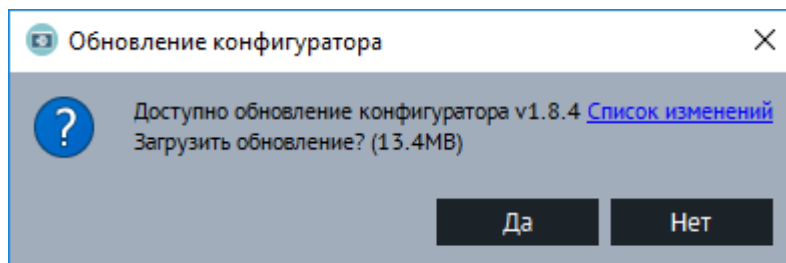 Обновление конфигуратора
Доступно обновление конфигуратора v1.8.4 Список изменений
Загрузить обновление? (13.4MB)
Да Нет